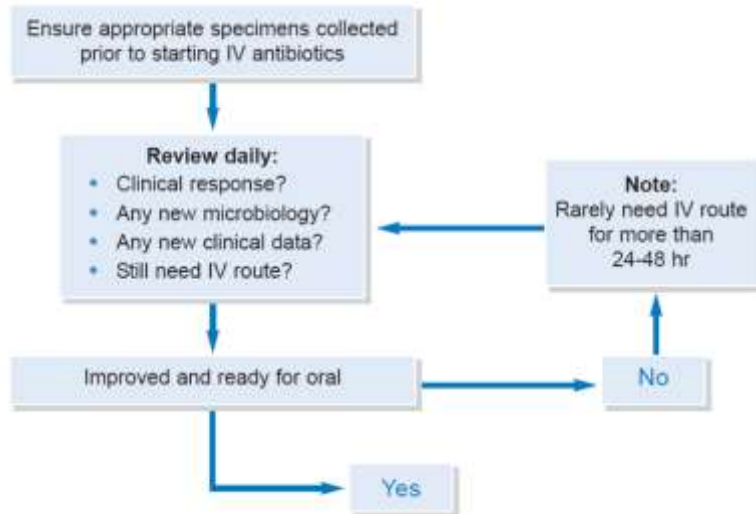 Ensure appropriate specimens collected
prior to starting IV antibiotics
Review daily:
• Clinical response?
• Any new microbiology?
• Any new clinical data?
• Still need IV route?
Note:
Rarely need IV route
for more than
24-48 hr
Improved and ready for oral
No
Yes